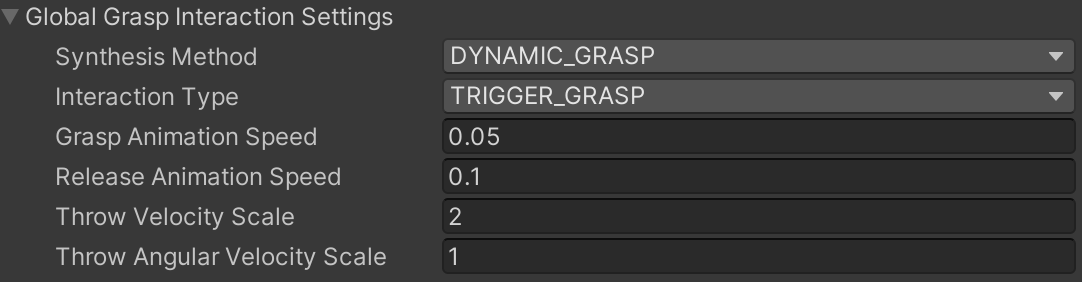 Global Grasp Interaction Settings
Synthesis Method DYNAMIC_GRASP
Interaction Type TRIGGER_GRASP
Grasp Animation Speed 0.05
Release Animation Speed 0.1
Throw Velocity Scale 2
Throw Angular Velocity Scale 1